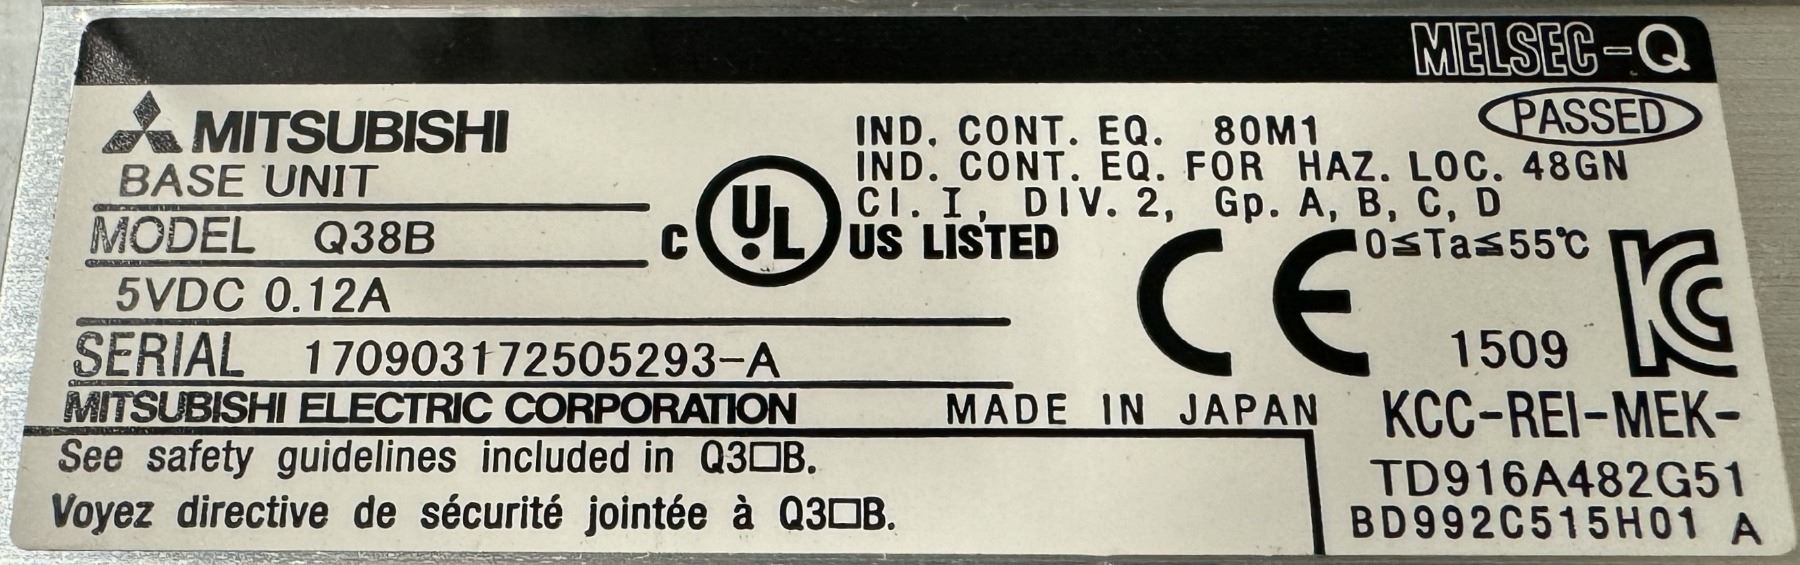 MELSEC-Q
MITSUBISHI
BASE UNIT
MODEL Q38B
5VDC 0.12A
SERIAL 170903172505293-A
MITSUBISHI ELECTRIC CORPORATION
MADE IN JAPAN
See safety guidelines included in Q3□B.
Voyez directive de sécurité jointée à Q3□B.
PASSED
IND. CONT. EQ. 80M1
IND. CONT. EQ. FOR HAZ. LOC. 48GN
CI. I, DIV. 2, Gp. A, B, C, D
C UL US LISTED
0≤Ta≤55℃
CE
1509
KC
KCC-REI-MEK-
TD916A482G51
BD992C515H01 A